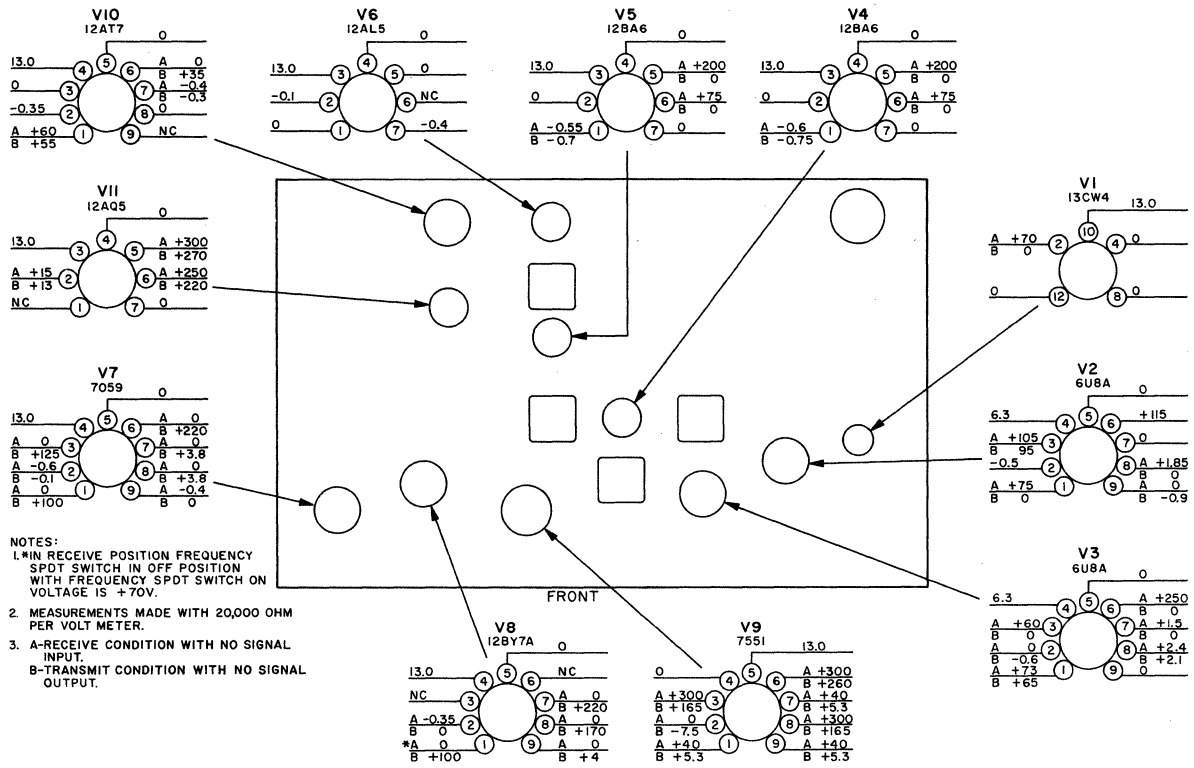 V10
12AT7
0
13.0
5
4
6
A 0
B +35
0
3
7
A -0.4
B -0.3
-0.35
2
8
0
A +60
B +55
1
9
NC
V6
12AL5
0
13.0
4
3
5
0
-0.1
2
6
NC
0
1
7
-0.4
V5
12BA6
0
13.0
4
3
5
A +200
B 0
0
2
6
A +75
B 0
A -0.55
B -0.7
1
7
0
V4
12BA6
0
13.0
4
3
5
A +200
B 0
0
2
6
A +75
B 0
A -0.6
B -0.75
1
7
0
V11
12AQ5
0
13.0
4
3
5
A +300
B +270
A +15
B +13
2
6
A +250
B +220
NC
1
7
0
V1
13CW4
13.0
10
A +70
B 0
2
4
0
0
12
8
0
V7
7059
0
13.0
5
4
6
A 0
B +220
A 0
B +125
3
7
A 0
B +3.8
A -0.6
B -0.1
2
8
A 0
B +3.8
A 0
B +100
1
9
A -0.4
B 0
V2
6U8A
0
6.3
5
4
6
+115
A +105
B 95
3
7
0
-0.5
2
8
A +1.85
B 0
A +75
B 0
1
9
A 0
B -0.9
NOTES:
1.*IN RECEIVE POSITION FREQUENCY
SPDT SWITCH IN OFF POSITION
WITH FREQUENCY SPDT SWITCH ON
VOLTAGE IS +70V.
2. MEASUREMENTS MADE WITH 20,000 OHM
PER VOLT METER.
3. A-RECEIVE CONDITION WITH NO SIGNAL
INPUT.
B-TRANSMIT CONDITION WITH NO SIGNAL
OUTPUT.
FRONT
V8
12BY7A
0
13.0
5
4
6
NC
NC
3
7
A 0
B +220
A -0.35
B 0
2
8
A 0
B +170
*A 0
B +100
1
9
A 0
B +4
V9
7551
13.0
0
5
4
6
A +300
B +260
A +300
B +165
3
7
A +40
B +5.3
A 0
B -7.5
2
8
A +300
B +165
A +40
B +5.3
1
9
A +40
B +5.3
V3
6U8A
0
6.3
5
4
6
A +250
B 0
A +60
B 0
3
7
A +1.5
B 0
A 0
B -0.6
2
8
A +2.4
B +2.1
A +73
B +65
1
9
0